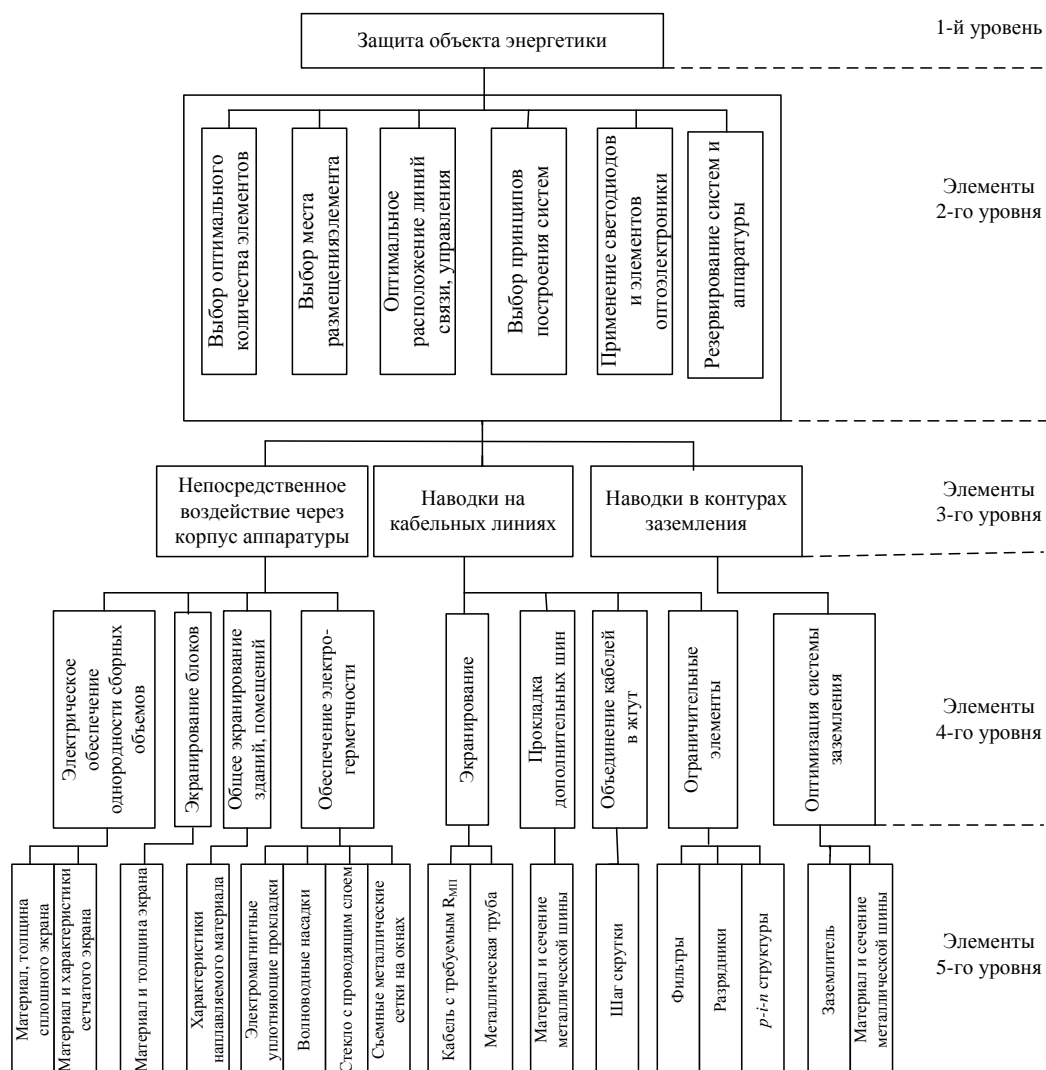 Защита объекта энергетики
1-й уровень
Выбор оптимального
количества элементов
Выбор места
размещенияэлемента
Оптимальное
расположение линий
связи, управления
Выбор принципов
построения систем
Применение светодиодов
и элементов
оптоэлектроники
Резервирование систем и
аппаратуры
Элементы
2-го уровня
Непосредственное
воздействие через
корпус аппаратуры
Наводки на
кабельных линиях
Наводки в контурах
заземления
Элементы
3-го уровня
Электрическое
обеспечение
однородности сборных
объемов
Экранирование блоков
Общее экранирование
зданий, помещений
Обеспечение электро-
герметчности
Экранирование
Прокладка
дополнительных шин
Объединение кабелей
в жгут
Ограничительные
элементы
Оптимизация системы
заземления
Элементы
4-го уровня
Материал, толщина
сплошного экрана
Материал и характеристики
сетчатого экрана
Материал и толщина экрана
Характеристики
наплавляемого материала
Электромагнитные
уплотняющие прокладки
Волноводные насадки
Стекло с проводящим слоем
Съемные металлические
сетки на окнах
Кабель с требуемым RМП
Металлическая труба
Материал и сечение
металлической шины
Шаг скрутки
Фильтры
Разрядники
p-i-n структуры
Заземлитель
Материал и сечение
металлической шины
Элементы
5-го уровня